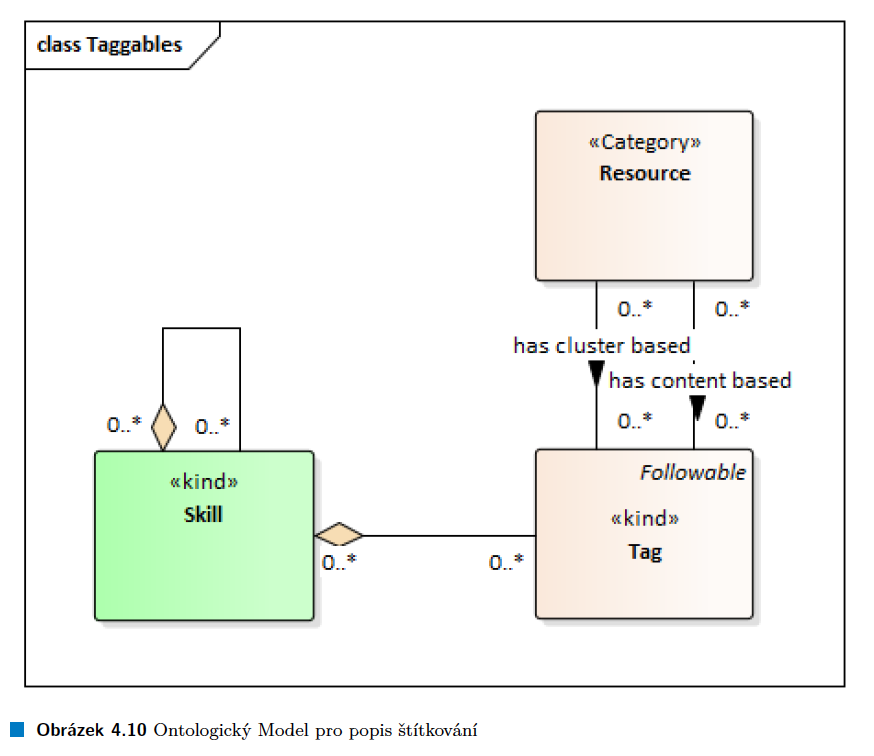 class Taggables
«Category»
Resource
0..*
0..*
has cluster based
has content based
0..*
0..*
0..*
0..*
«kind»
Skill
Followable
«kind»
Tag
0..*
0..*
Obrázek 4.10 Ontologický Model pro popis štítkování